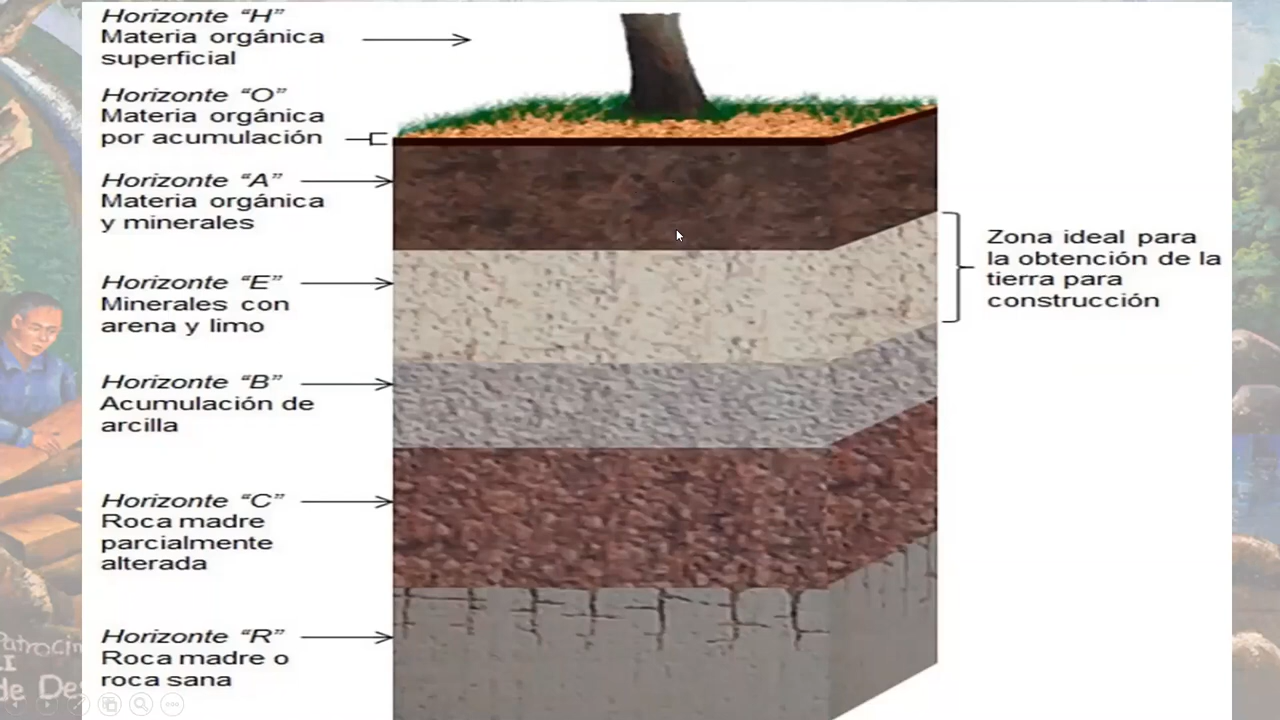 Horizonte “H”
Materia orgánica
superficial
Horizonte “O”
Materia orgánica
por acumulación
Horizonte “A”
Materia orgánica
y minerales
Horizonte “E”
Minerales con
arena y limo
Horizonte “B”
Acumulación de
arcilla
Horizonte “C”
Roca madre
parcialmente
alterada
Horizonte “R”
Roca madre o
roca sana
Zona ideal para
la obtención de la
tierra para
construcción